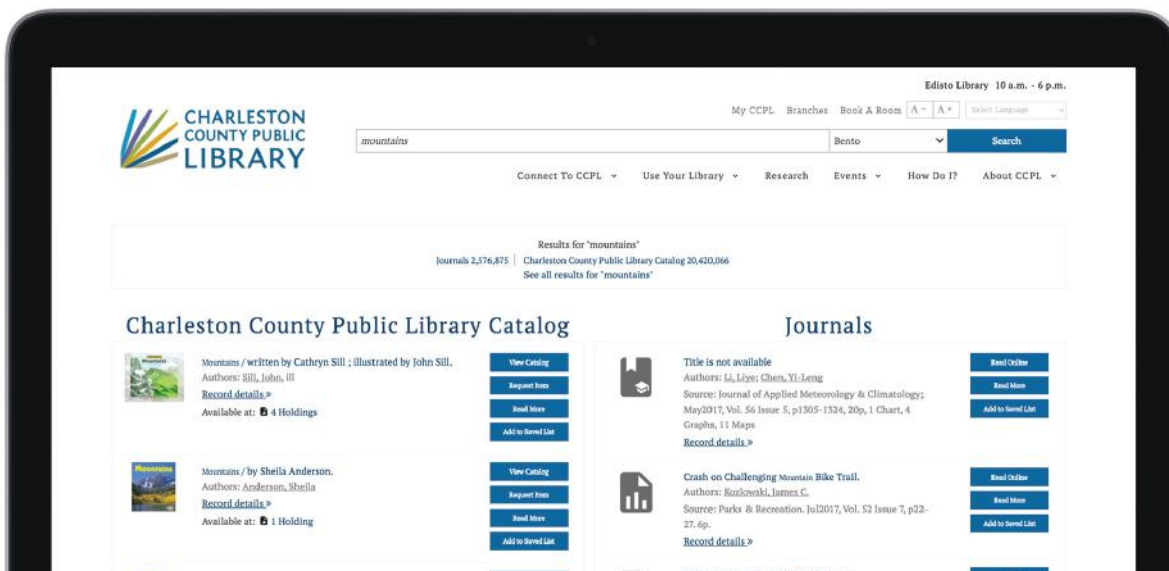 Edisto Library 10 a.m. - 6 p.m.
My CCPL Branches Book A Room A - A + Select Language
CHARLESTON
COUNTY PUBLIC
LIBRARY
mountains Bento Search
Connect To CCPL Use Your Library Research Events How Do I? About CCPL
Results for "mountains"
Journals 2,576,875 | Charleston County Public Library Catalog 20,420,066
See all results for "mountains"
Charleston County Public Library Catalog
Mountains / written by Cathryn Sill ; illustrated by John Sill.
Authors: Sill, John, ill
Record details »
Available at: 4 Holdings
View Catalog
Request Item
Read More
Add to Saved List
Mountains
Mountains / by Sheila Anderson.
Authors: Anderson, Sheila
Record details »
Available at: 1 Holding
View Catalog
Request Item
Read More
Add to Saved List
Journals
Title is not available
Authors: Li, Liye; Chen, Yi-Leng
Source: Journal of Applied Meteorology & Climatology;
May2017, Vol. 56 Issue 5, p1305-1324, 20p, 1 Chart, 4
Graphs, 11 Maps
Record details »
Read Online
Read More
Add to Saved List
Crash on Challenging Mountain Bike Trail.
Authors: Kozlowski, James C.
Source: Parks & Recreation. Jul2017, Vol. 52 Issue 7, p22-
27. 6p.
Record details »
Read Online
Read More
Add to Saved List